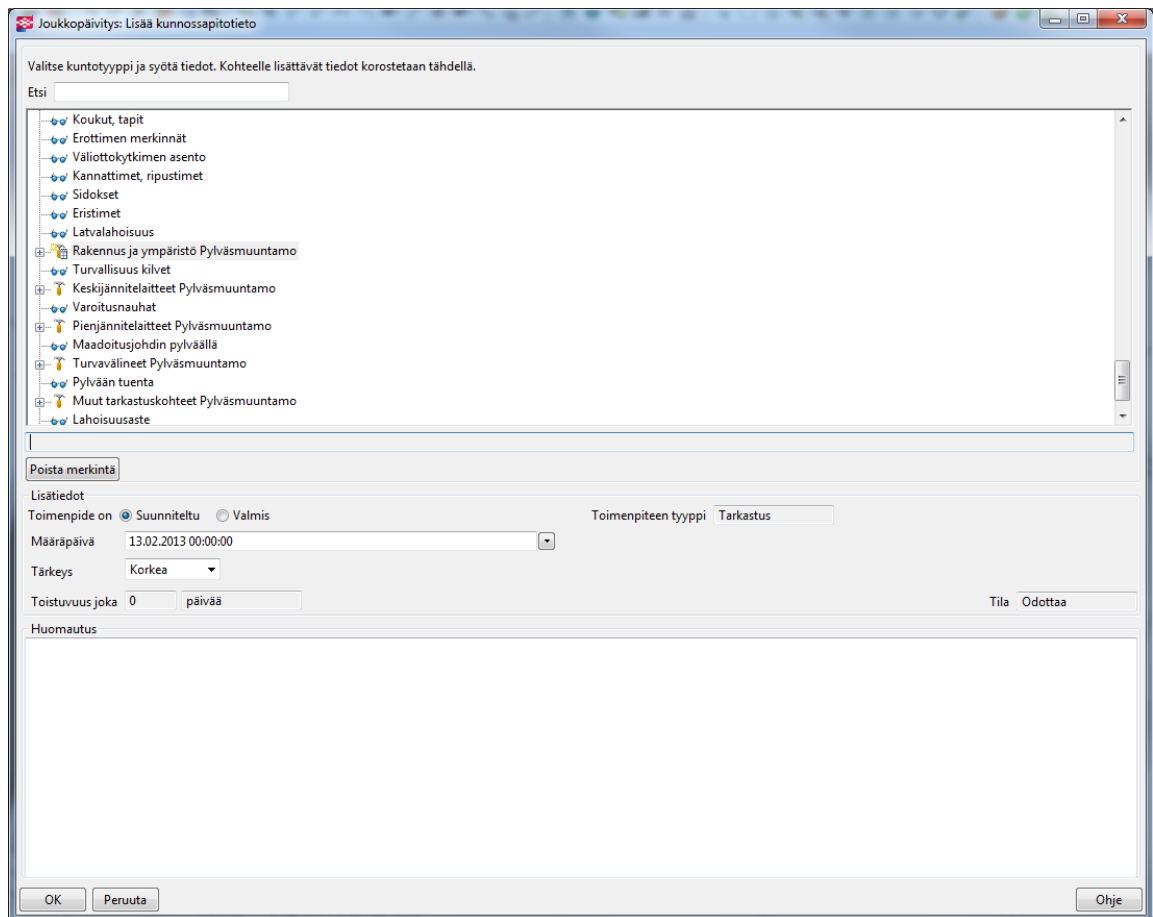 Joukkopäivitys: Lisää kunnossapitotieto
Valitse kuntotyyppi ja syötä tiedot. Kohteelle lisättävät tiedot korostetaan tähdellä.
Etsi
Koukut, tapit
Erottimen merkinnät
Väliottokytkimen asento
Kannattimet, ripustimet
Sidokset
Eristimet
Latvalahoisuus
Rakennus ja ympäristö Pylväsmuuntamo
Turvallisuus kilvet
Keskijännitelaitteet Pylväsmuuntamo
Varoitusnauhat
Pienjännitelaitteet Pylväsmuuntamo
Maadoitusjohdin pylväällä
Turvavälineet Pylväsmuuntamo
Pylvään tuenta
Muut tarkastuskohteet Pylväsmuuntamo
Lahoisuusaste
Poista merkintä
Lisätiedot
Toimenpide on Suunniteltu Valmis Toimenpiteen tyyppi Tarkastus
Määräpäivä 13.02.2013 00:00:00
Tärkeys Korkea
Toistuvuus joka 0 päivää Tila Odottaa
Huomautus
OK Peruuta Ohje